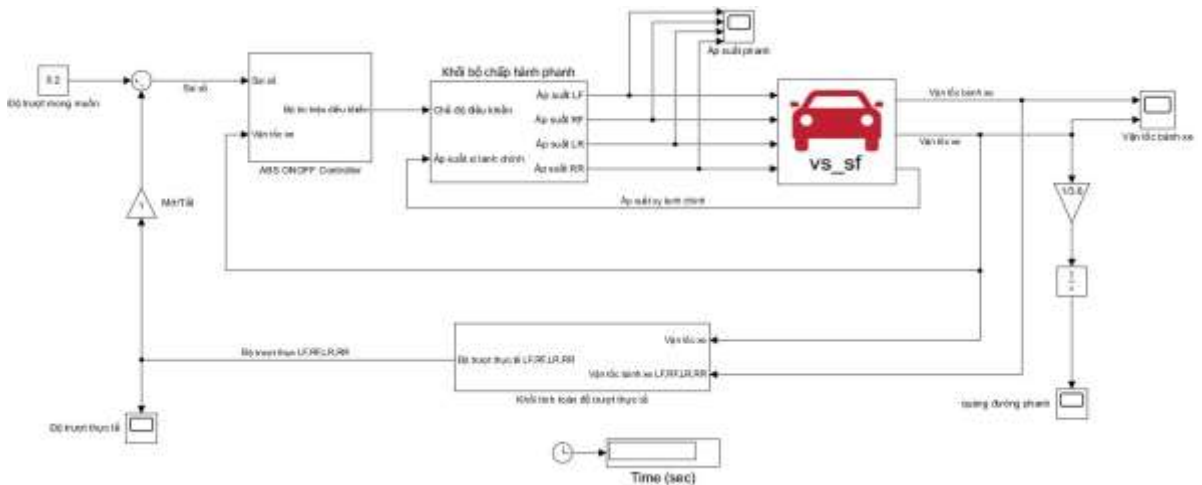 Áp suất phanh
0.2
Độ trượt mong muốn
Sai số
Sai số
Bộ tín hiệu điều khiển
Vận tốc xe
ABS ONOFF Controller
Khối bộ chấp hành phanh
Chế độ điều khiển
Áp suất xi lanh chính
Áp suất LF
Áp suất RF
Áp suất LR
Áp suất RR
vs_sf
Vận tốc bánh xe
Vận tốc xe
Vận tốc bánh xe
Áp suất xy lanh chính
1
Mở/Tắt
1/3.6
1
s
quãng đường phanh
Vận tốc xe
Vận tốc bánh xe LF,RF,LR,RR
Độ trượt thực tế LF,RF,LR,RR
Khối tính toán độ trượt thực tế
Độ trượt thực LF,RF,LR,RR
Độ trượt thực tế
Time (sec)